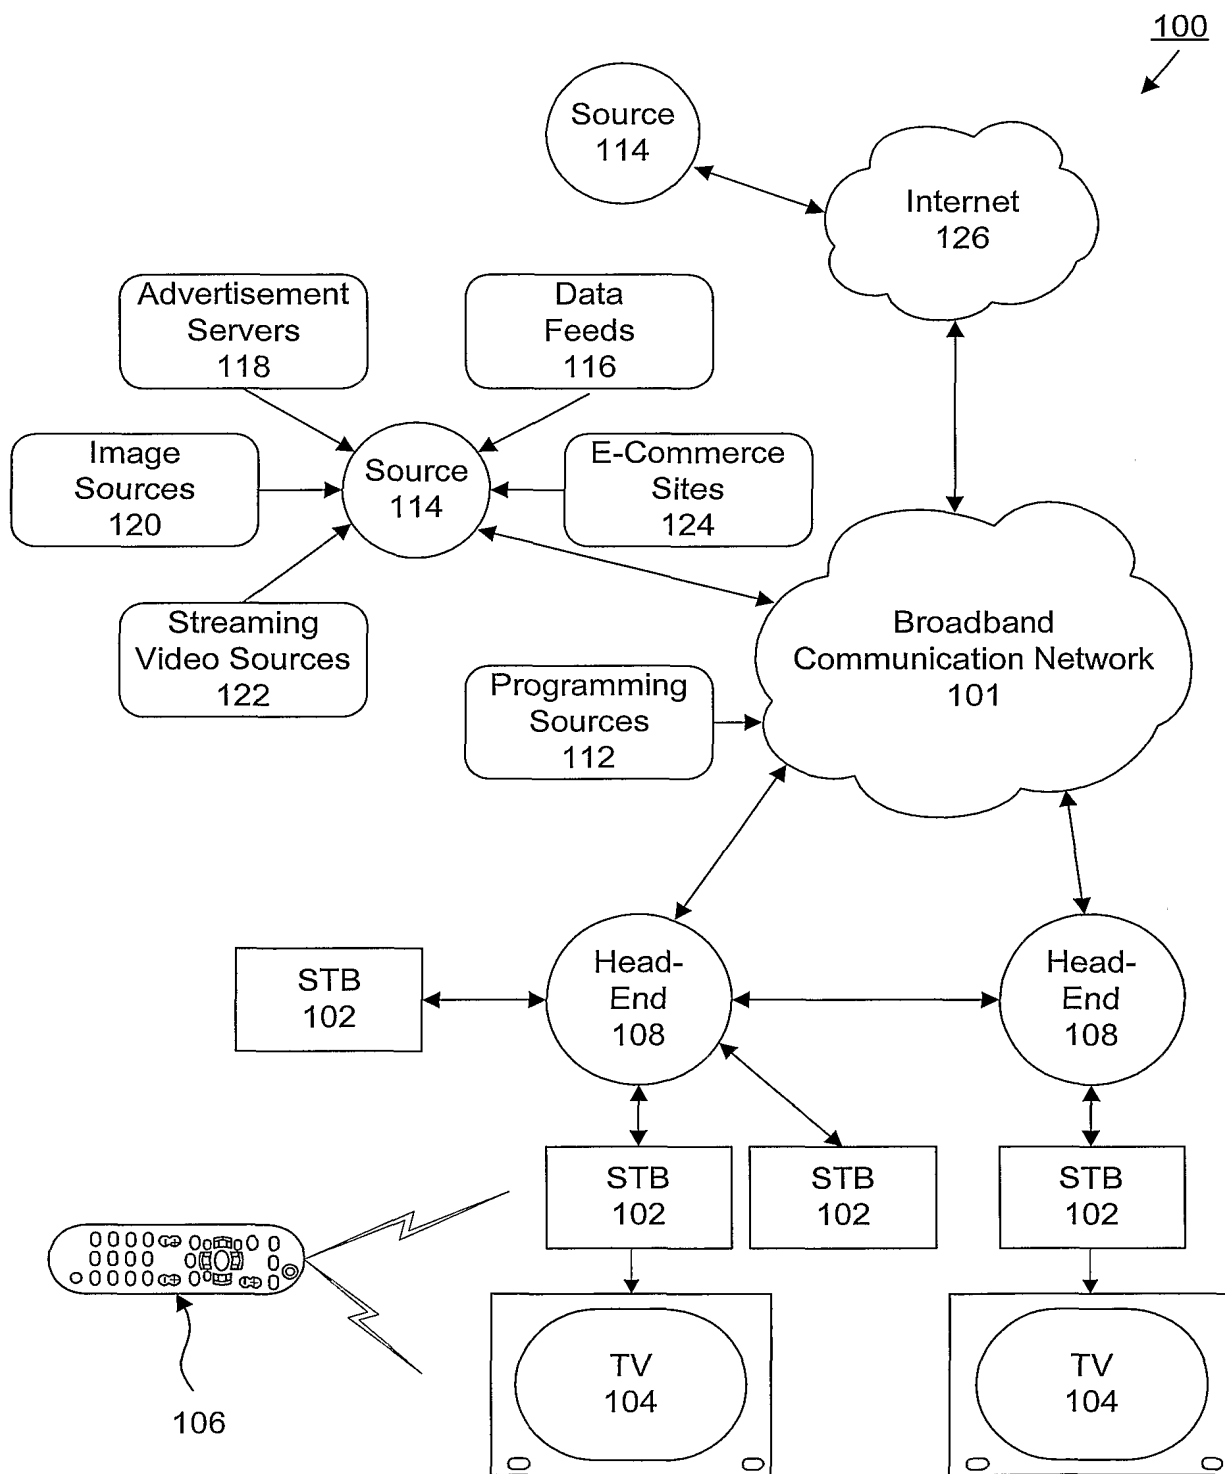 100
Source
114
Internet
126
Advertisement
Servers
118
Data
Feeds
116
Image
Sources
120
Source
114
E-Commerce
Sites
124
Streaming
Video Sources
122
Broadband
Communication Network
101
Programming
Sources
112
STB
102
Head-
End
108
Head-
End
108
STB
102
STB
102
STB
102
106
TV
104
TV
104